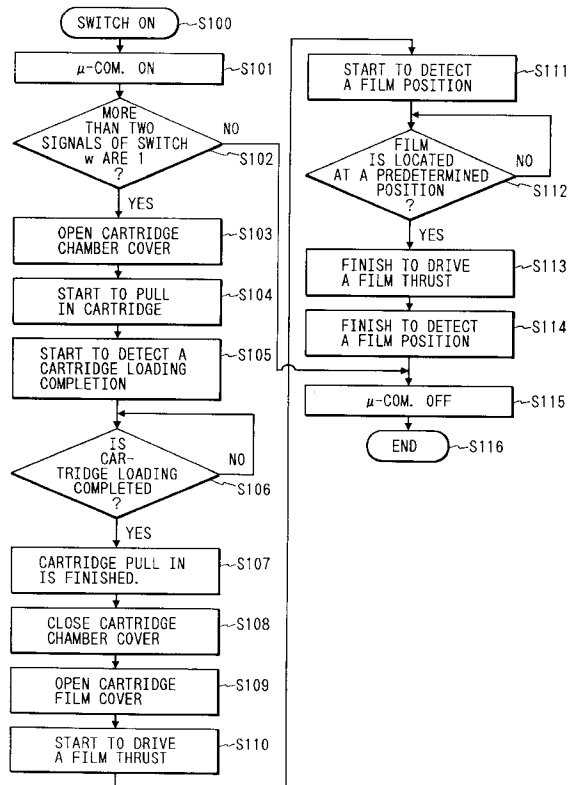 SWITCH ON
S100
μ-COM. ON
S101
MORE
THAN TWO
SIGNALS OF SWITCH
w ARE 1
?
NO
S102
YES
OPEN CARTRIDGE
CHAMBER COVER
S103
START TO PULL
IN CARTRIDGE
S104
START TO DETECT A
CARTRIDGE LOADING
COMPLETION
S105
IS
CAR-
TRIDGE LOADING
COMPLETED
?
NO
S106
YES
CARTRIDGE PULL IN
IS FINISHED.
S107
CLOSE CARTRIDGE
CHAMBER COVER
S108
OPEN CARTRIDGE
FILM COVER
S109
START TO DRIVE
A FILM THRUST
S110
START TO DETECT
A FILM POSITION
S111
FILM
IS LOCATED
AT A PREDETERMINED
POSITION
?
NO
S112
YES
FINISH TO DRIVE
A FILM THRUST
S113
FINISH TO DETECT
A FILM POSITION
S114
μ-COM. OFF
S115
END
S116